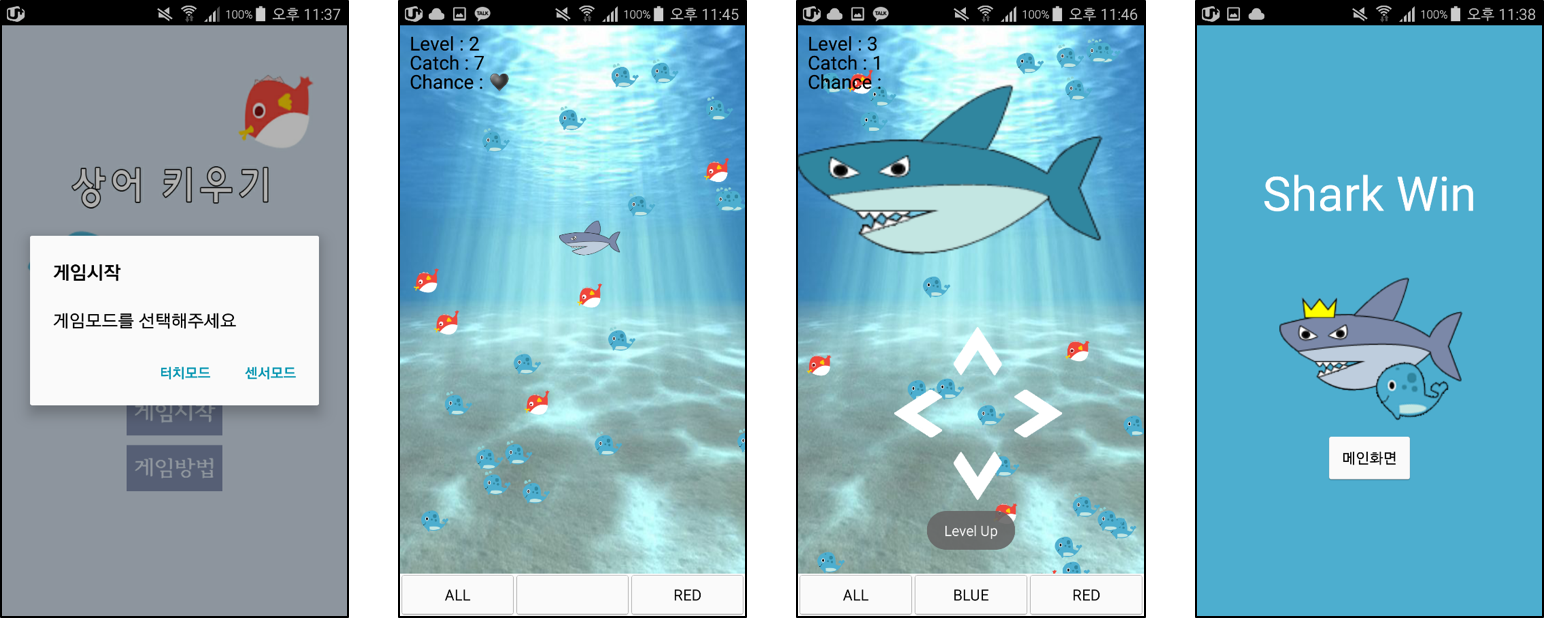 100% 오후 11:37
상어 키우기
게임시작
게임모드를 선택해주세요
터치모드 센서모드
게임시작
게임방법
TALK 100% 오후 11:45
Level : 2
Catch : 7
Chance : 🖤
ALL RED
TALK 100% 오후 11:46
Level : 3
Catch : 1
Chance :
Level Up
ALL BLUE RED
100% 오후 11:38
Shark Win
메인화면